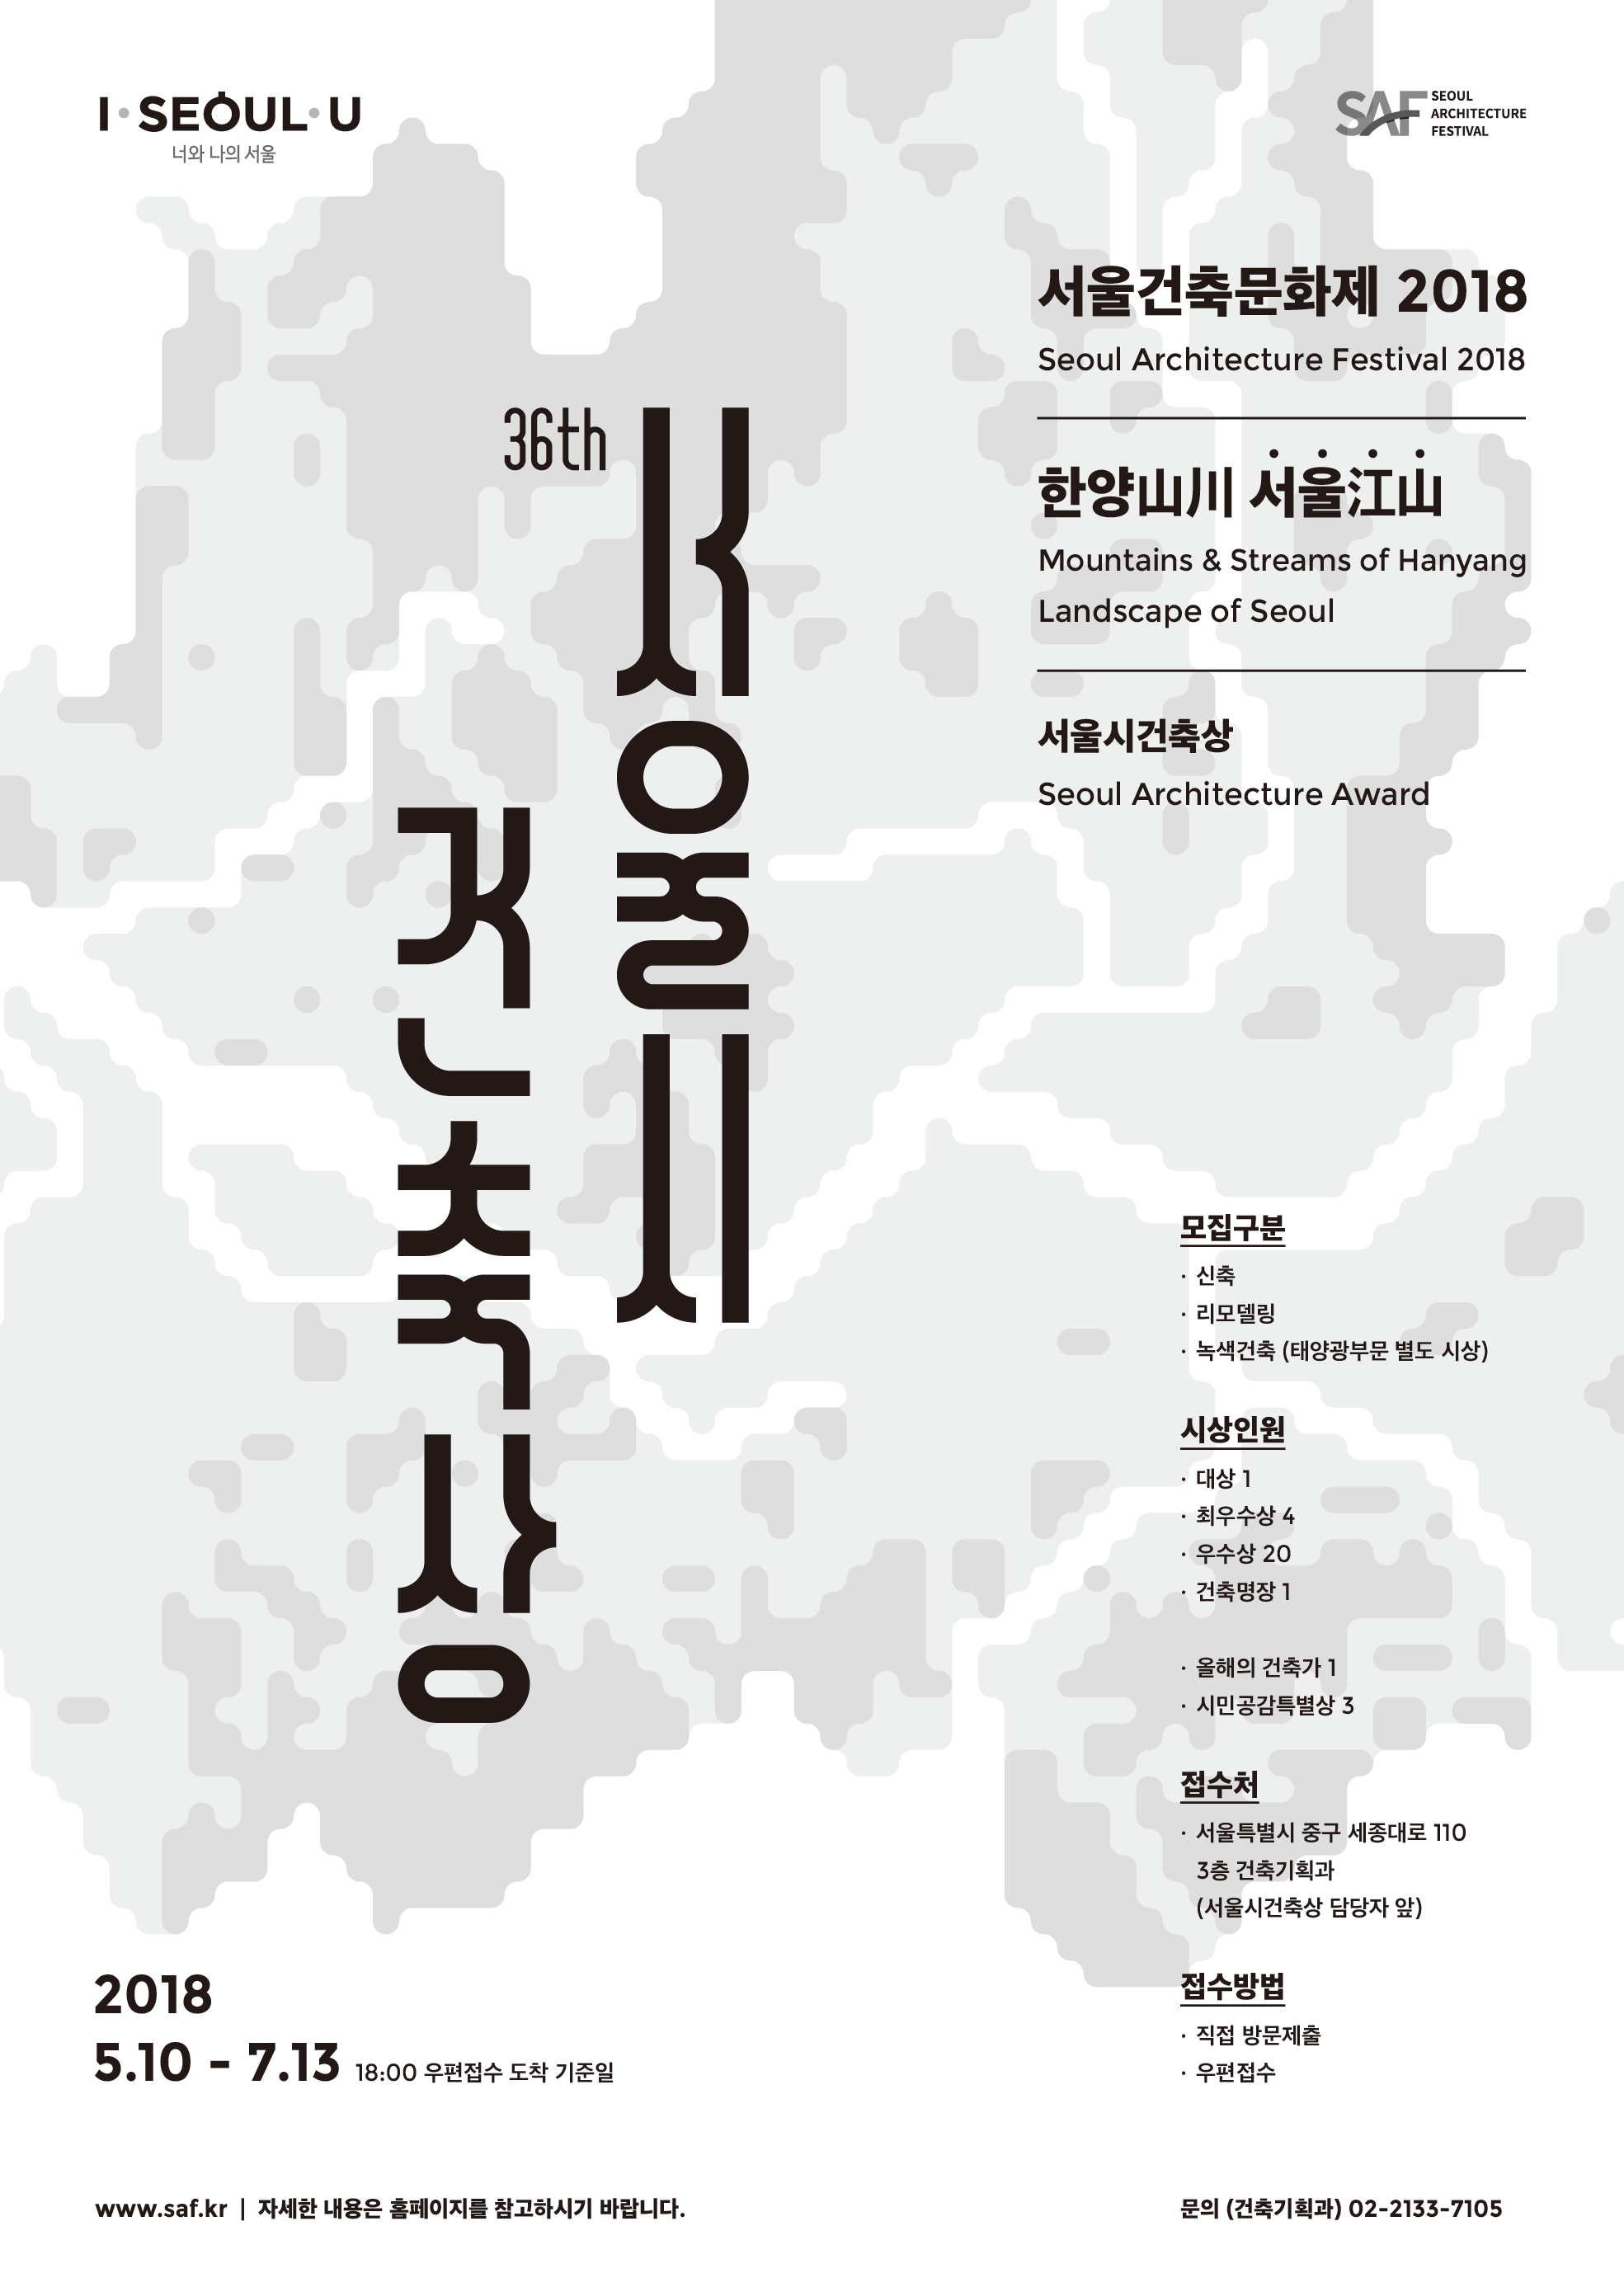 I·SEOUL·U
너와 나의 서울
SAF SEOUL
ARCHITECTURE
FESTIVAL
서울건축문화제 2018
Seoul Architecture Festival 2018
한양山川 서울江山
Mountains & Streams of Hanyang
Landscape of Seoul
서울시건축상
Seoul Architecture Award
36th
서울시
건축상
모집구분
· 신축
· 리모델링
· 녹색건축 (태양광부문 별도 시상)
시상인원
· 대상 1
· 최우수상 4
· 우수상 20
· 건축명장 1
· 올해의 건축가 1
· 시민공감특별상 3
접수처
· 서울특별시 중구 세종대로 110
3층 건축기획과
(서울시건축상 담당자 앞)
접수방법
· 직접 방문제출
· 우편접수
2018
5.10 - 7.13 18:00 우편접수 도착 기준일
www.saf.kr | 자세한 내용은 홈페이지를 참고하시기 바랍니다.
문의 (건축기획과) 02-2133-7105